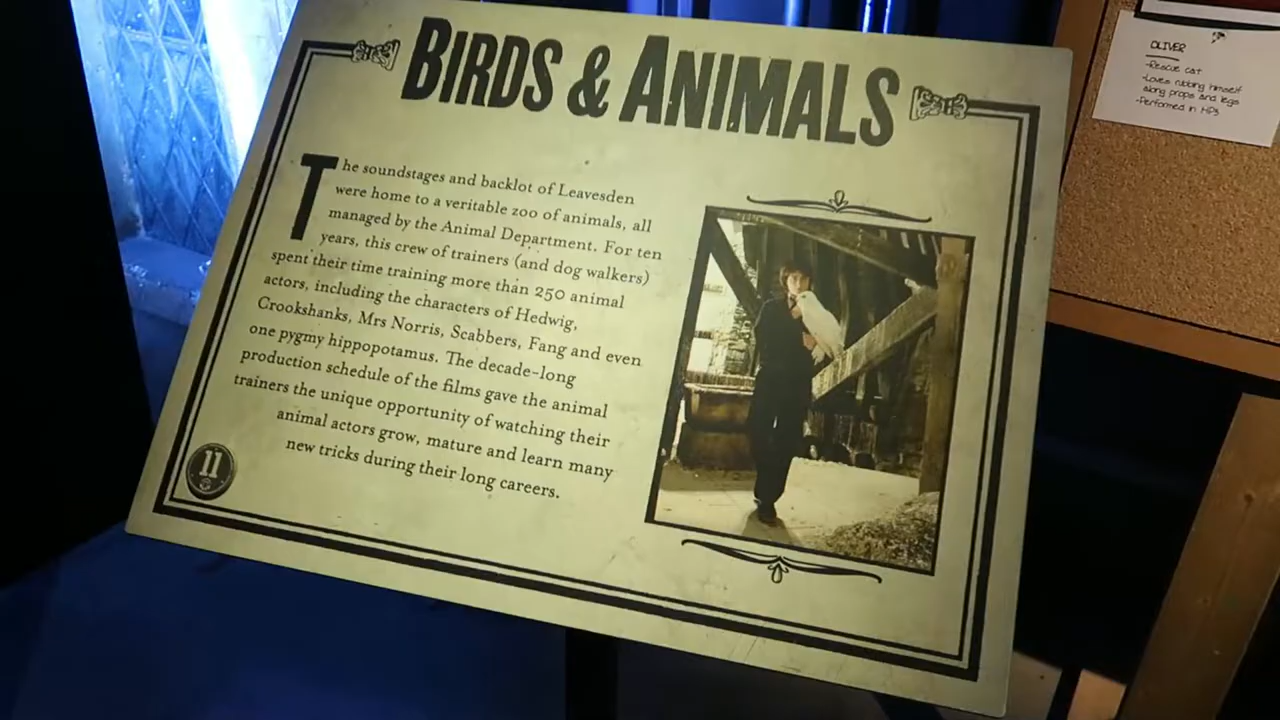 BIRDS & ANIMALS
The soundstages and backlot of Leavesden
were home to a veritable zoo of animals, all
managed by the Animal Department. For ten
years, this crew of trainers (and dog walkers)
spent their time training more than 250 animal
actors, including the characters of Hedwig,
Crookshanks, Mrs Norris, Scabbers, Fang and even
one pygmy hippopotamus. The decade-long
production schedule of the films gave the animal
trainers the unique opportunity of watching their
animal actors grow, mature and learn many
new tricks during their long careers.
11
OLIVER
-Rescue cat
-Loves rubbing himself
along props and legs
-Performed in HP3